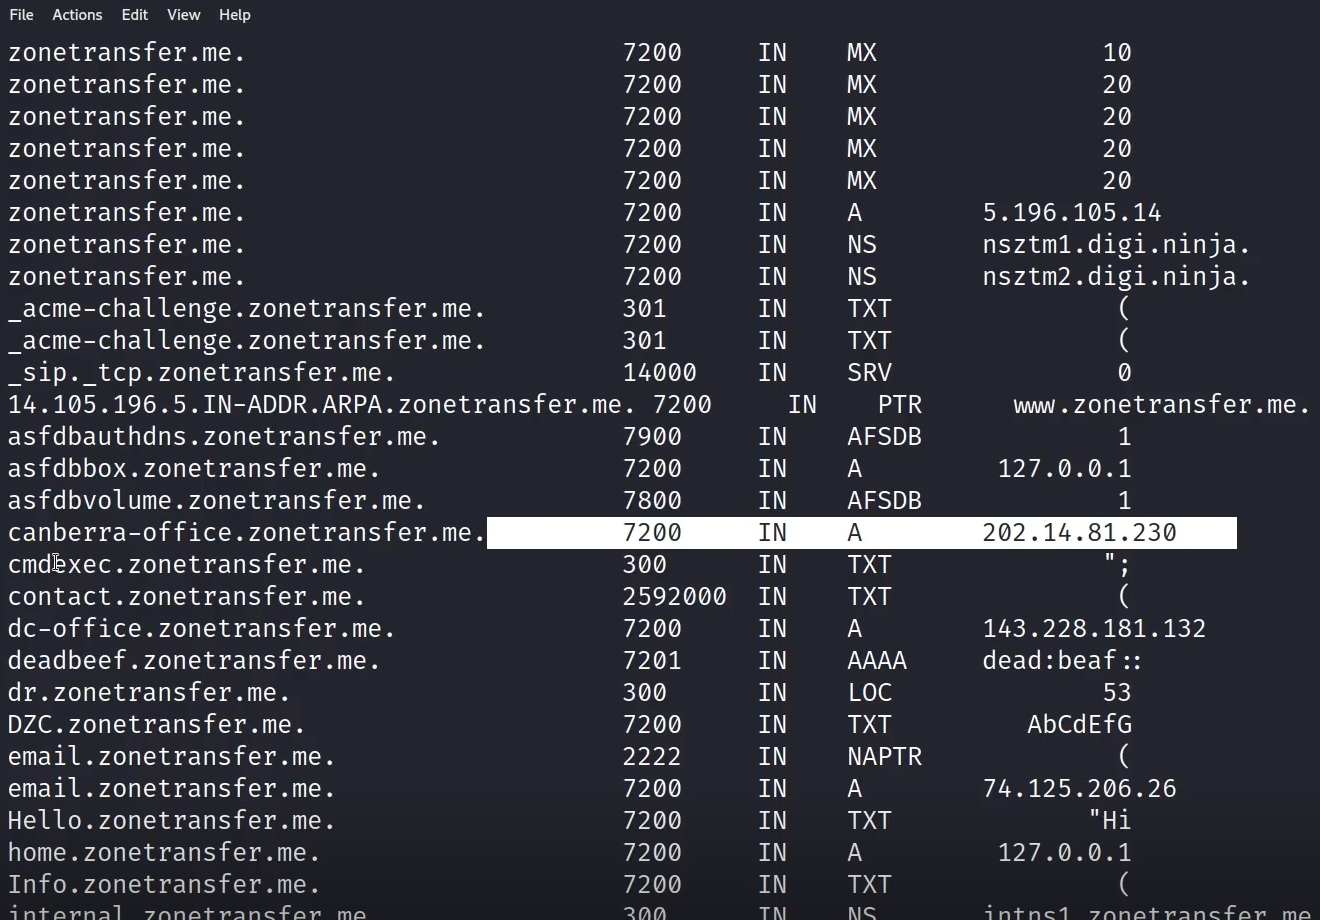 File Actions Edit View Help
zonetransfer.me. 7200 IN MX 10
zonetransfer.me. 7200 IN MX 20
zonetransfer.me. 7200 IN MX 20
zonetransfer.me. 7200 IN MX 20
zonetransfer.me. 7200 IN MX 20
zonetransfer.me. 7200 IN A 5.196.105.14
zonetransfer.me. 7200 IN NS nsztm1.digi.ninja.
zonetransfer.me. 7200 IN NS nsztm2.digi.ninja.
_acme-challenge.zonetransfer.me. 301 IN TXT (
_acme-challenge.zonetransfer.me. 301 IN TXT (
_sip._tcp.zonetransfer.me. 14000 IN SRV 0
14.105.196.5.IN-ADDR.ARPA.zonetransfer.me. 7200 IN PTR www.zonetransfer.me.
asfdbauthdns.zonetransfer.me. 7900 IN AFSDB 1
asfdbbox.zonetransfer.me. 7200 IN A 127.0.0.1
asfdbvolume.zonetransfer.me. 7800 IN AFSDB 1
canberra-office.zonetransfer.me. 7200 IN A 202.14.81.230
cmdexec.zonetransfer.me. 300 IN TXT ";
contact.zonetransfer.me. 2592000 IN TXT (
dc-office.zonetransfer.me. 7200 IN A 143.228.181.132
deadbeef.zonetransfer.me. 7201 IN AAAA dead:beaf::
dr.zonetransfer.me. 300 IN LOC 53
DZC.zonetransfer.me. 7200 IN TXT AbCdEfG
email.zonetransfer.me. 2222 IN NAPTR (
email.zonetransfer.me. 7200 IN A 74.125.206.26
Hello.zonetransfer.me. 7200 IN TXT "Hi
home.zonetransfer.me. 7200 IN A 127.0.0.1
Info.zonetransfer.me. 7200 IN TXT (
internal.zonetransfer.me. 300 IN NS intns1.zonetransfer.me